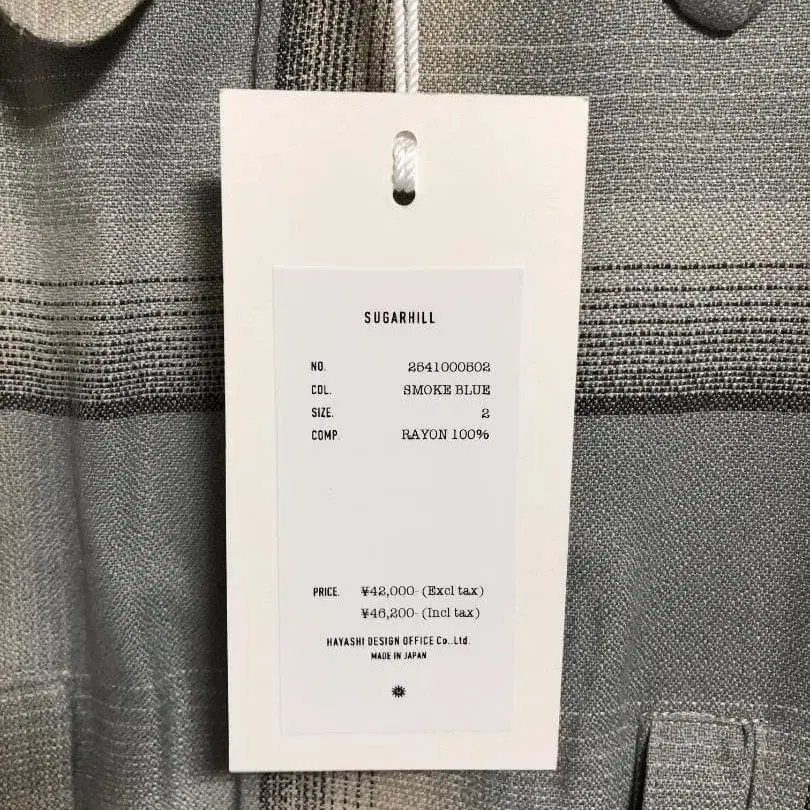 SUGARHILL
NO. 2541000502
COL. SMOKE BLUE
SIZE. 2
COMP. RAYON 100%
PRICE. ¥42,000- (Excl tax)
¥46,200- (Incl tax)
HAYASHI DESIGN OFFICE Co.,Ltd.
MADE IN JAPAN